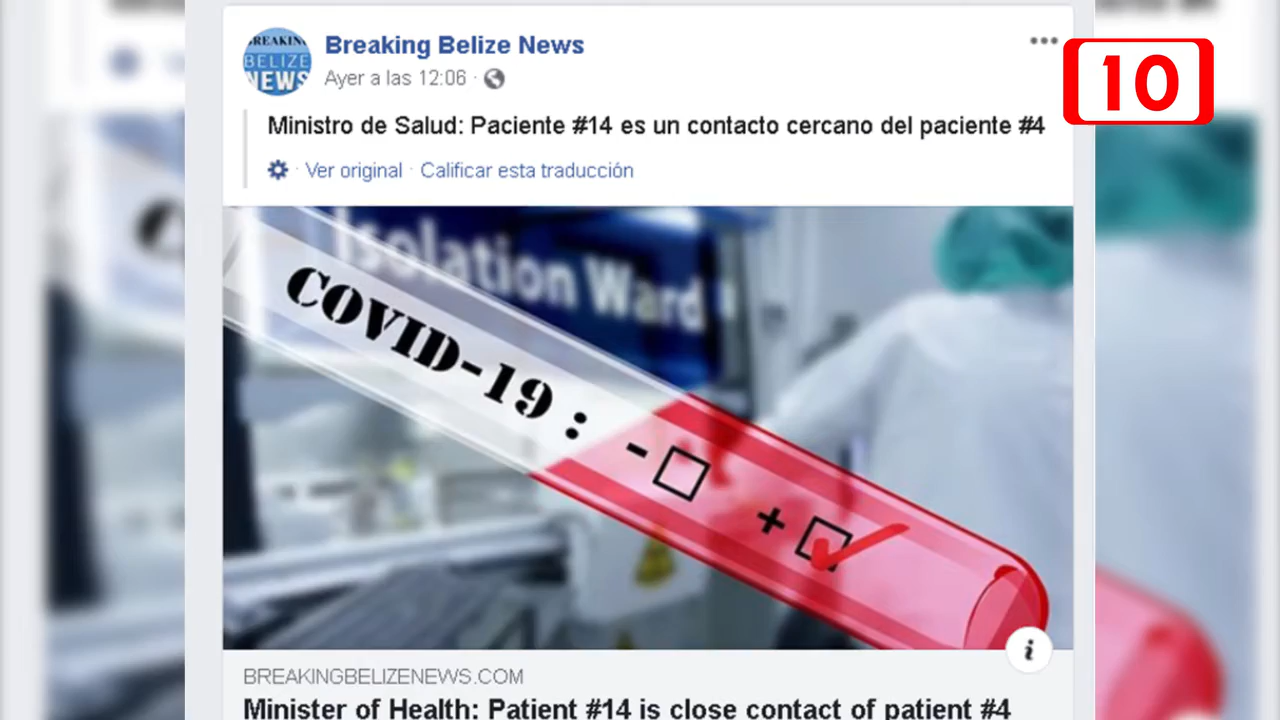 Breaking Belize News
BREAKING
BELIZE
NEWS
Ayer a las 12:06 ·
10
Ministro de Salud: Paciente #14 es un contacto cercano del paciente #4
· Ver original · Calificar esta traducción
Isolation Ward
COVID-19 :
- □
+ □
i
BREAKINGBELIZENEWS.COM
Minister of Health: Patient #14 is close contact of patient #4